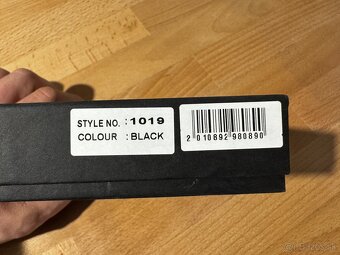 STYLE NO. : 1019
COLOUR : BLACK
2 010892 980890